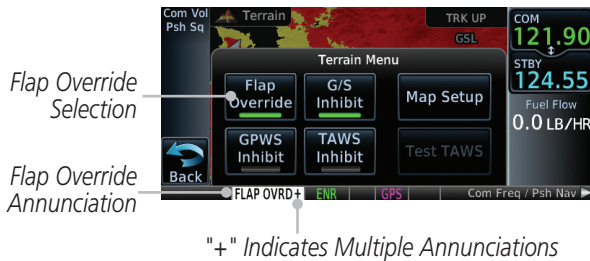 Com Vol
Psh Sq
Terrain
TRK UP
GSL
COM
121.90
STBY
124.55
Fuel Flow
0.0 LB/HR
Terrain Menu
Flap Override
Selection
Flap
Override
G/S
Inhibit
Map Setup
GPWS
Inhibit
TAWS
Inhibit
Test TAWS
Back
Flap Override
Annunciation
FLAP OVRD+
ENR
GPS
Com Freq / Psh Nav
"+" Indicates Multiple Annunciations